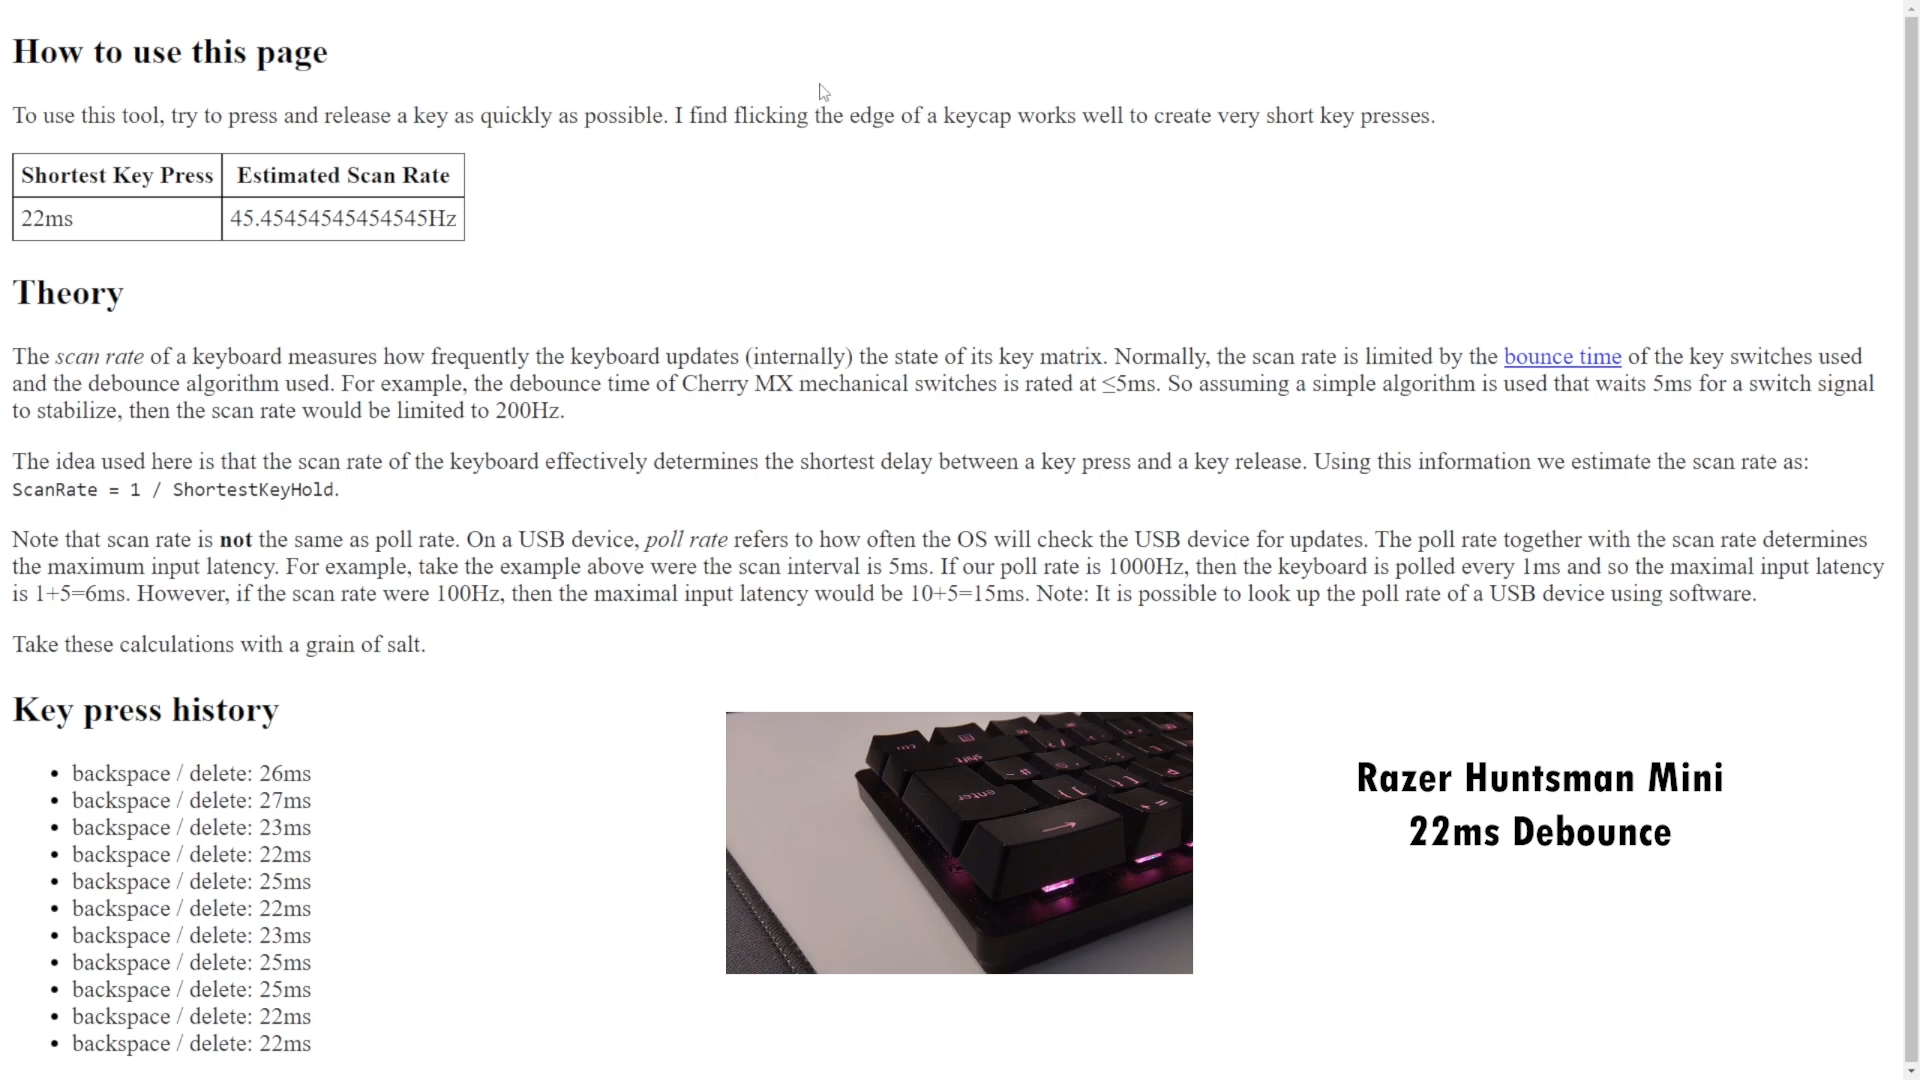 How to use this page
To use this tool, try to press and release a key as quickly as possible. I find flicking the edge of a keycap works well to create very short key presses.
Shortest Key Press Estimated Scan Rate
22ms 45.45454545454545Hz
Theory
The scan rate of a keyboard measures how frequently the keyboard updates (internally) the state of its key matrix. Normally, the scan rate is limited by the bounce time of the key switches used
and the debounce algorithm used. For example, the debounce time of Cherry MX mechanical switches is rated at ≤5ms. So assuming a simple algorithm is used that waits 5ms for a switch signal
to stabilize, then the scan rate would be limited to 200Hz.
The idea used here is that the scan rate of the keyboard effectively determines the shortest delay between a key press and a key release. Using this information we estimate the scan rate as:
ScanRate = 1 / ShortestKeyHold.
Note that scan rate is not the same as poll rate. On a USB device, poll rate refers to how often the OS will check the USB device for updates. The poll rate together with the scan rate determines
the maximum input latency. For example, take the example above were the scan interval is 5ms. If our poll rate is 1000Hz, then the keyboard is polled every 1ms and so the maximal input latency
is 1+5=6ms. However, if the scan rate were 100Hz, then the maximal input latency would be 10+5=15ms. Note: It is possible to look up the poll rate of a USB device using software.
Take these calculations with a grain of salt.
Key press history
• backspace / delete: 26ms
• backspace / delete: 27ms
• backspace / delete: 23ms
• backspace / delete: 22ms
• backspace / delete: 25ms
• backspace / delete: 22ms
• backspace / delete: 23ms
• backspace / delete: 25ms
• backspace / delete: 25ms
• backspace / delete: 22ms
• backspace / delete: 22ms
shift
enter
Razer Huntsman Mini
22ms Debounce